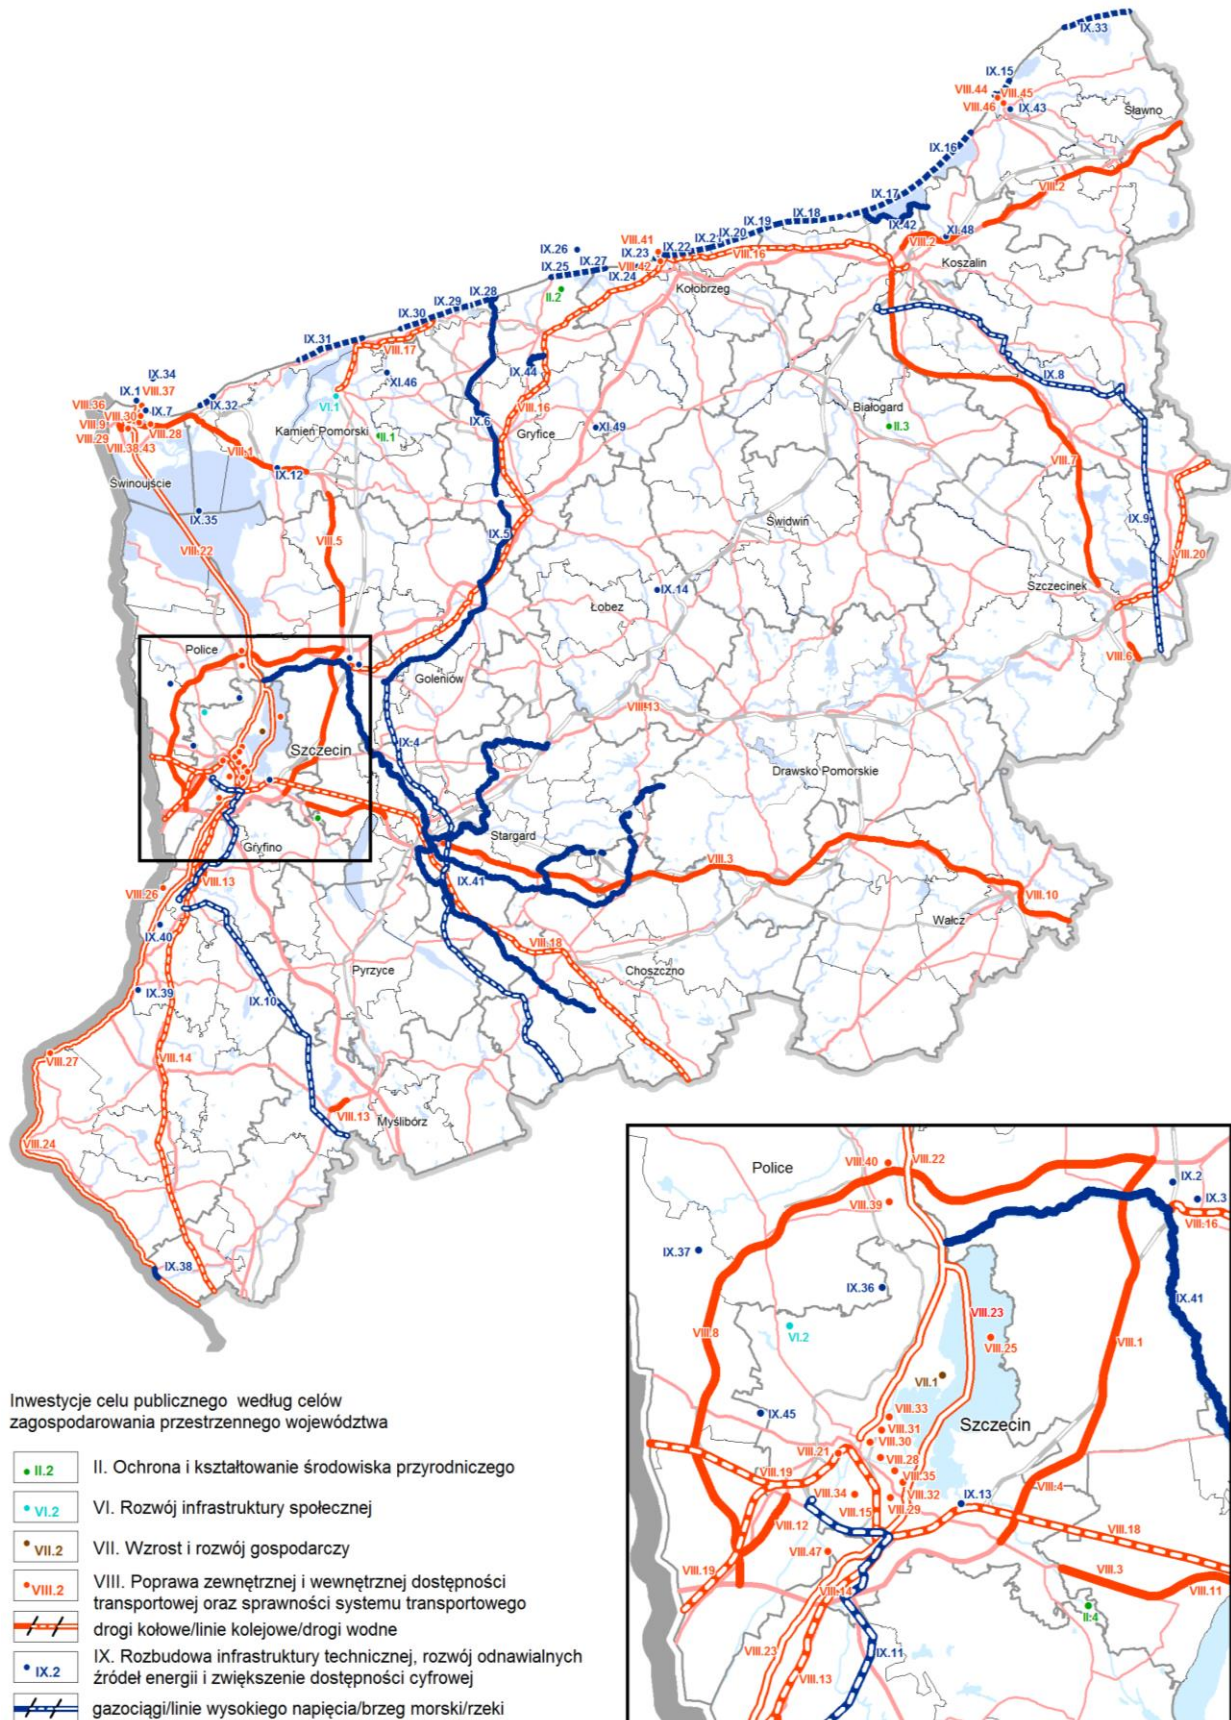 IX.33
IX.15
VIII.44
VIII.45
VIII.46
IX.43
Sławno
IX.16
VIII.2
IX.17
IX.18
IX.19
IX.20
IX.42
XI.48
VIII.2
Koszalin
VIII.41
IX.22
IX.26
IX.23
VIII.42
IX.24
VIII.16
IX.25
IX.27
Kołobrzeg
II.2
IX.28
IX.29
IX.30
IX.31
VIII.17
IX.44
XI.46
IX.8
IX.34
IX.1
VIII.37
VIII.36
IX.7
IX.32
VI.1
VIII.16
Białogard
VIII.30
VIII.9
VIII.28
VIII.29
Kamień Pomorski
II.1
IX.6
Gryfice
XI.49
II.3
VIII.38.43
VIII.1
IX.12
VIII.7
Świnoujście
IX.35
VIII.5
IX.5
Świdwin
IX.9
VIII.22
VIII.20
Łobez
IX.14
Szczecinek
Police
VIII.6
Goleniów
VIII.13
IX.4
Szczecin
Drawsko Pomorskie
Stargard
Gryfino
VIII.3
VIII.13
IX.41
VIII.26
VIII.10
Wałcz
IX.40
VIII.18
Choszczno
Pyrzyce
IX.39
IX.10
VIII.14
VIII.27
VIII.13
Myślibórz
VIII.24
IX.38
Police
VIII.40
VIII.22
IX.2
VIII.39
IX.3
VIII.16
IX.37
IX.36
IX.41
VIII.23
VIII.8
VI.2
VIII.25
VIII.1
VII.1
IX.45
VIII.33
Szczecin
VIII.31
VIII.21
VIII.30
VIII.28
VIII.19
VIII.35
VIII.34
VIII.32
IX.13
VIII.4
VIII.15
VIII.29
VIII.12
VIII.18
VIII.47
VIII.19
VIII.3
VIII.14
VIII.11
II.4
VIII.23
IX.11
VIII.13
Inwestycje celu publicznego według celów
zagospodarowania przestrzennego województwa
II.2 II. Ochrona i kształtowanie środowiska przyrodniczego
VI.2 VI. Rozwój infrastruktury społecznej
VII.2 VII. Wzrost i rozwój gospodarczy
VIII.2 VIII. Poprawa zewnętrznej i wewnętrznej dostępności
transportowej oraz sprawności systemu transportowego
drogi kołowe/linie kolejowe/drogi wodne
IX.2 IX. Rozbudowa infrastruktury technicznej, rozwój odnawialnych
źródeł energii i zwiększenie dostępności cyfrowej
gazociągi/linie wysokiego napięcia/brzeg morski/rzeki